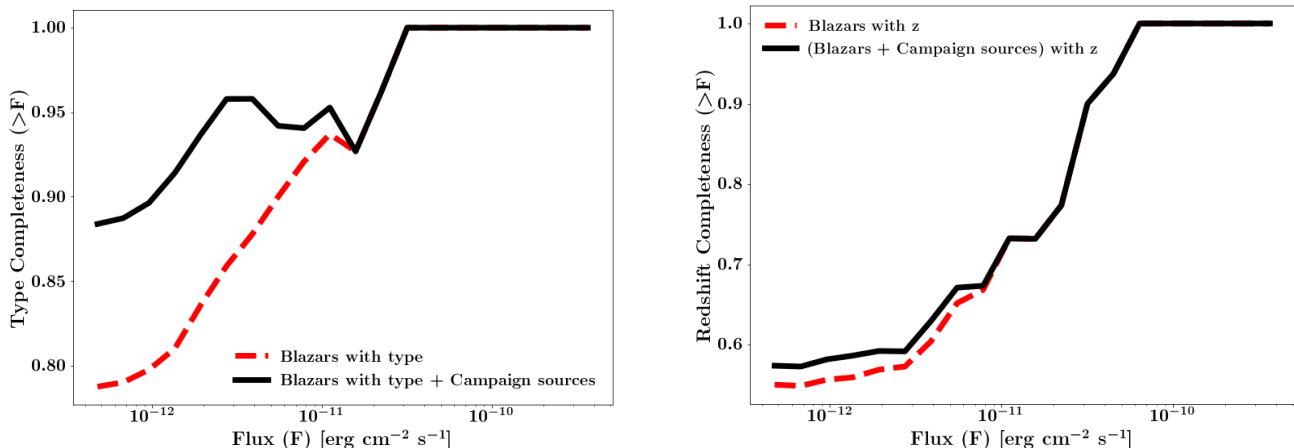 Type Completeness (>F)
1.00
0.95
0.90
0.85
0.80
10⁻¹²
10⁻¹¹
10⁻¹⁰
Flux (F) [erg cm⁻² s⁻¹]
Blazars with type
Blazars with type + Campaign sources
Redshift Completeness (>F)
1.0
0.9
0.8
0.7
0.6
10⁻¹²
10⁻¹¹
10⁻¹⁰
Flux (F) [erg cm⁻² s⁻¹]
Blazars with z
(Blazars + Campaign sources) with z